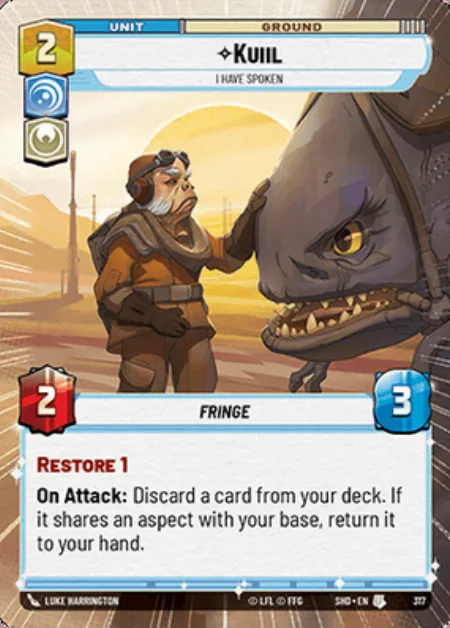 UNIT GROUND
2 ✧KUIIL
I HAVE SPOKEN
2 FRINGE 3
RESTORE 1
On Attack: Discard a card from your deck. If
it shares an aspect with your base, return it
to your hand.
LUKE HARRINGTON © LFL © FFG SHD • EN 317